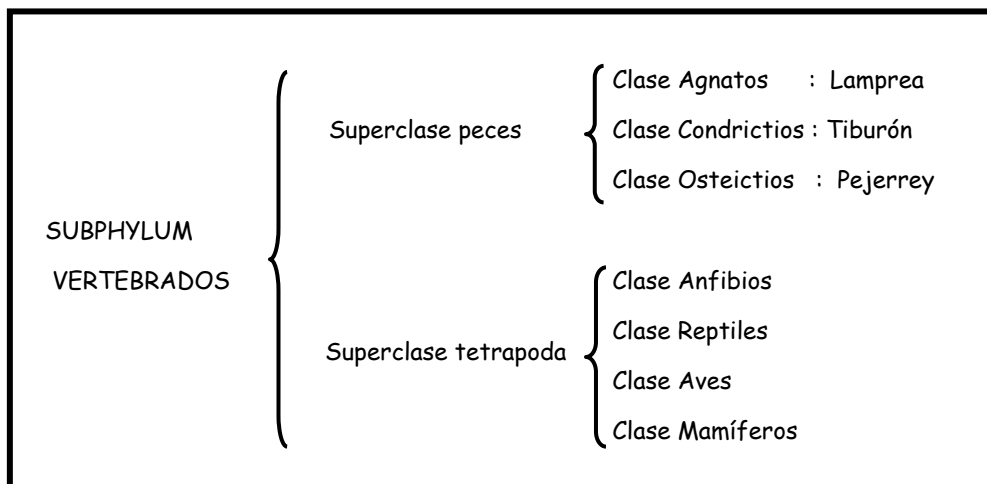 SUBPHYLUM
VERTEBRADOS
Superclase peces
Clase Agnatos : Lamprea
Clase Condrictios : Tiburón
Clase Osteictios : Pejerrey
Superclase tetrapoda
Clase Anfibios
Clase Reptiles
Clase Aves
Clase Mamíferos